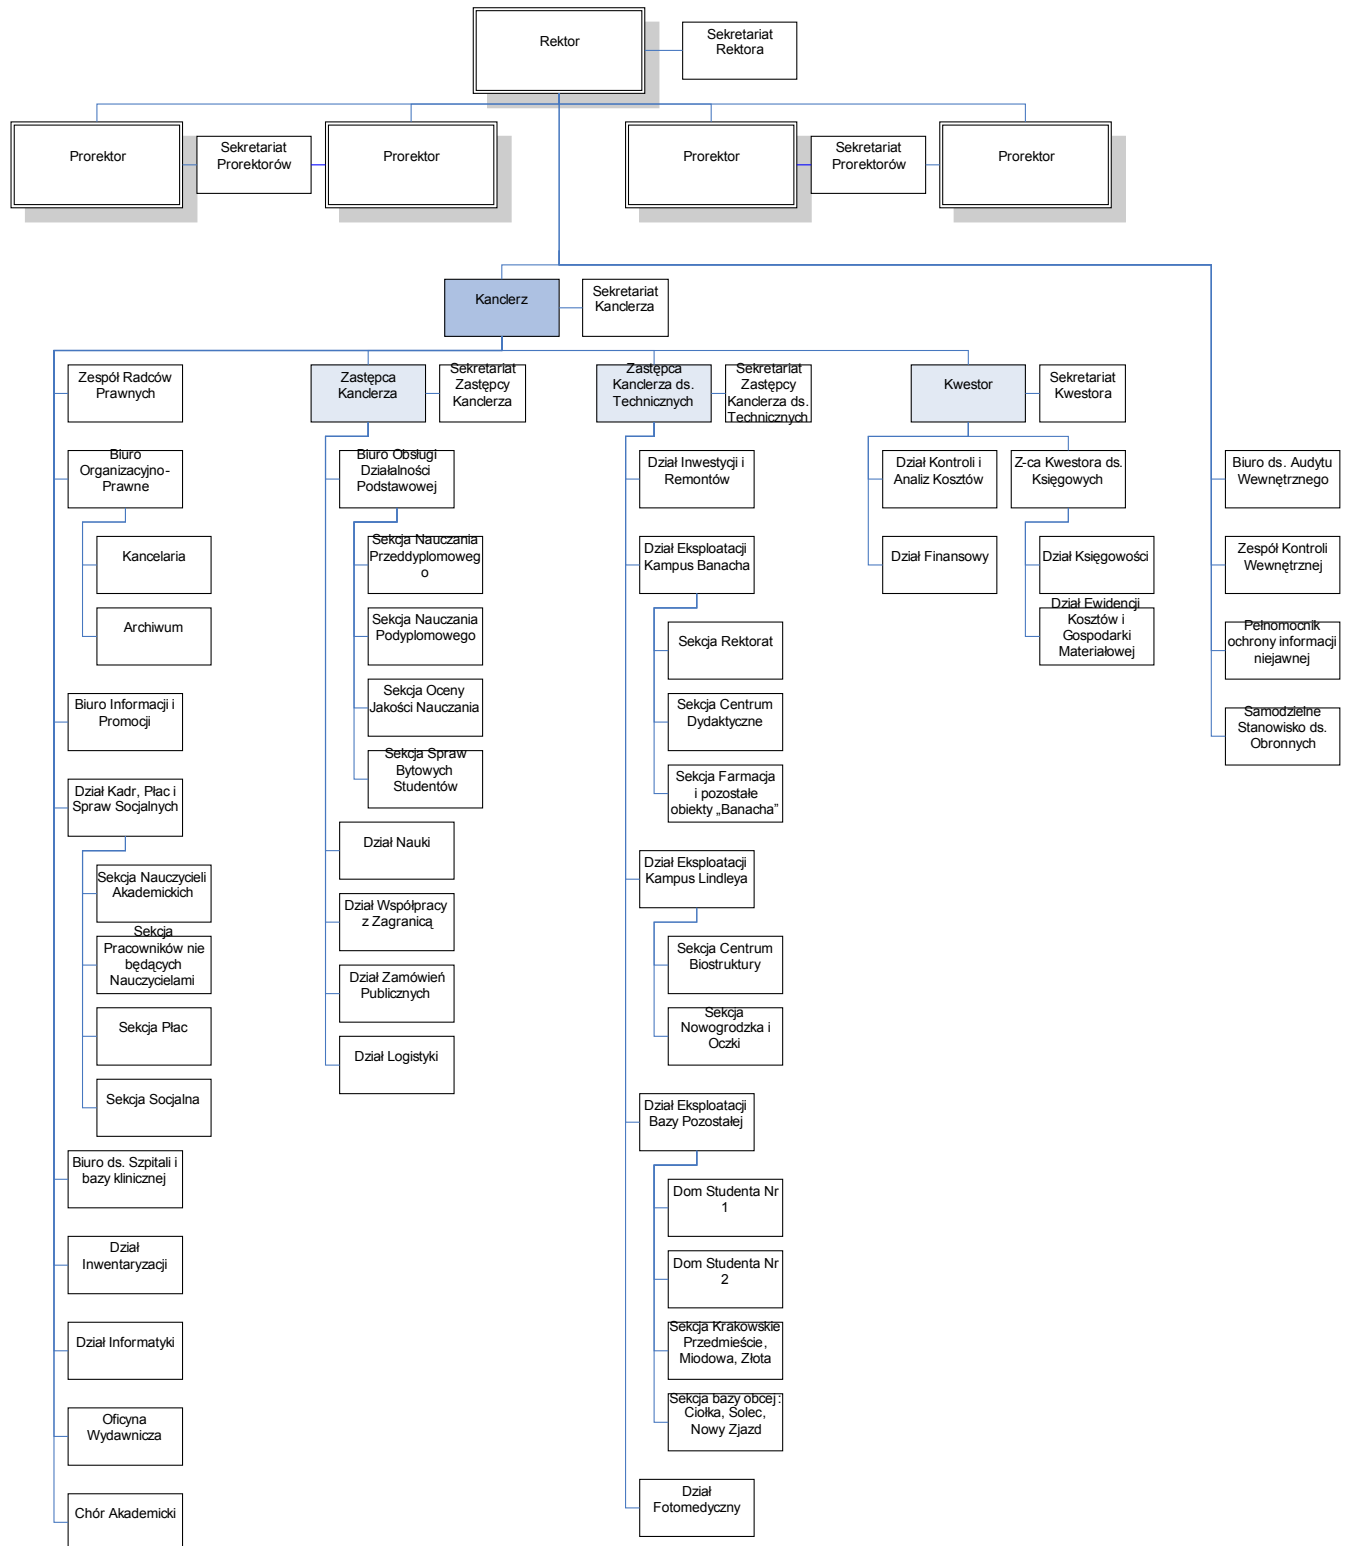 Rektor
Sekretariat
Rektora
Prorektor
Sekretariat
Prorektorów
Prorektor
Prorektor
Sekretariat
Prorektorów
Prorektor
Kanclerz
Sekretariat
Kanclerza
Zespół Radców
Prawnych
Biuro
Organizacyjno-
Prawne
Kancelaria
Archiwum
Biuro Informacji i
Promocji
Dział Kadr, Płac i
Spraw Socjalnych
Sekcja Nauczycieli
Akademickich
Sekcja
Pracowników nie
będących
Nauczycielami
Sekcja Płac
Sekcja Socjalna
Biuro ds. Szpitali i
bazy klinicznej
Dział
Inwentaryzacji
Dział Informatyki
Oficyna
Wydawnicza
Chór Akademicki
Zastępca
Kanclerza
Sekretariat
Zastępcy
Kanclerza
Biuro Obsługi
Działalności
Podstawowej
Sekcja Nauczania
Przeddyplomoweg
o
Sekcja Nauczania
Podyplomowego
Sekcja Oceny
Jakości Nauczania
Sekcja Spraw
Bytowych
Studentów
Dział Nauki
Dział Współpracy
z Zagranicą
Dział Zamówień
Publicznych
Dział Logistyki
Zastępca
Kanclerza ds.
Technicznych
Sekretariat
Zastępcy
Kanclerza ds.
Technicznych
Dział Inwestycji i
Remontów
Dział Eksploatacji
Kampus Banacha
Sekcja Rektorat
Sekcja Centrum
Dydaktyczne
Sekcja Farmacja
i pozostałe
obiekty „Banacha”
Dział Eksploatacji
Kampus Lindleya
Sekcja Centrum
Biostruktury
Sekcja
Nowogrodzka i
Oczki
Dział Eksploatacji
Bazy Pozostałej
Dom Studenta Nr
1
Dom Studenta Nr
2
Sekcja Krakowskie
Przedmieście,
Miodowa, Złota
Sekcja bazy obcej:
Ciołka, Solec,
Nowy Zjazd
Dział
Fotomedyczny
Kwestor
Sekretariat
Kwestora
Dział Kontroli i
Analiz Kosztów
Dział Finansowy
Z-ca Kwestora ds.
Księgowych
Dział Księgowości
Dział Ewidencji
Kosztów i
Gospodarki
Materiałowej
Biuro ds. Audytu
Wewnętrznego
Zespół Kontroli
Wewnętrznej
Pełnomocnik
ochrony informacji
niejawnej
Samodzielne
Stanowisko ds.
Obronnych